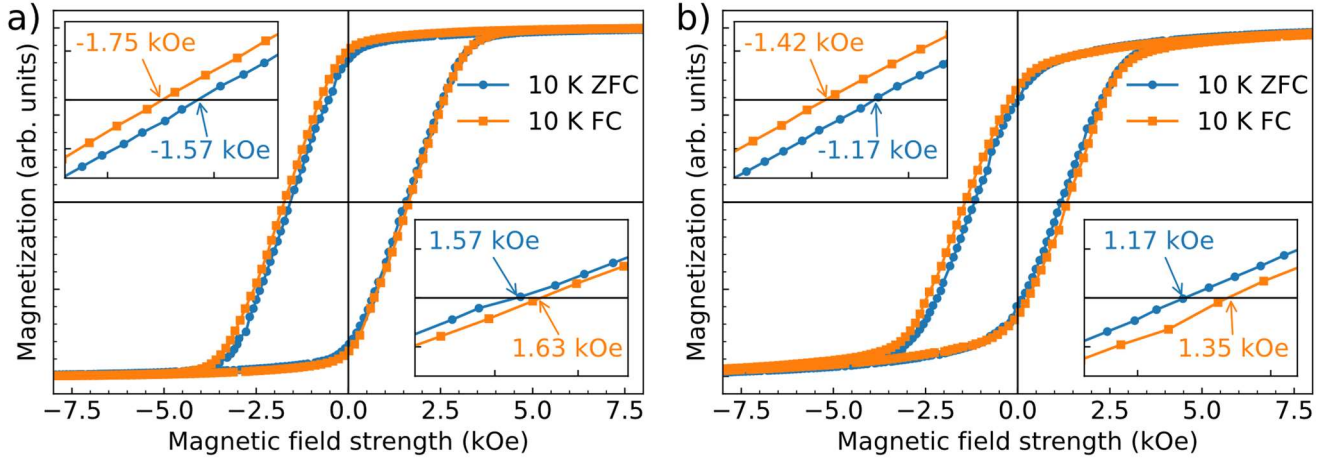 a)
-1.75 kOe
-1.57 kOe
10 K ZFC
10 K FC
1.57 kOe
1.63 kOe
Magnetization (arb. units)
−7.5 −5.0 −2.5 0.0 2.5 5.0 7.5
Magnetic field strength (kOe)
b)
-1.42 kOe
-1.17 kOe
10 K ZFC
10 K FC
1.17 kOe
1.35 kOe
Magnetization (arb. units)
−7.5 −5.0 −2.5 0.0 2.5 5.0 7.5
Magnetic field strength (kOe)